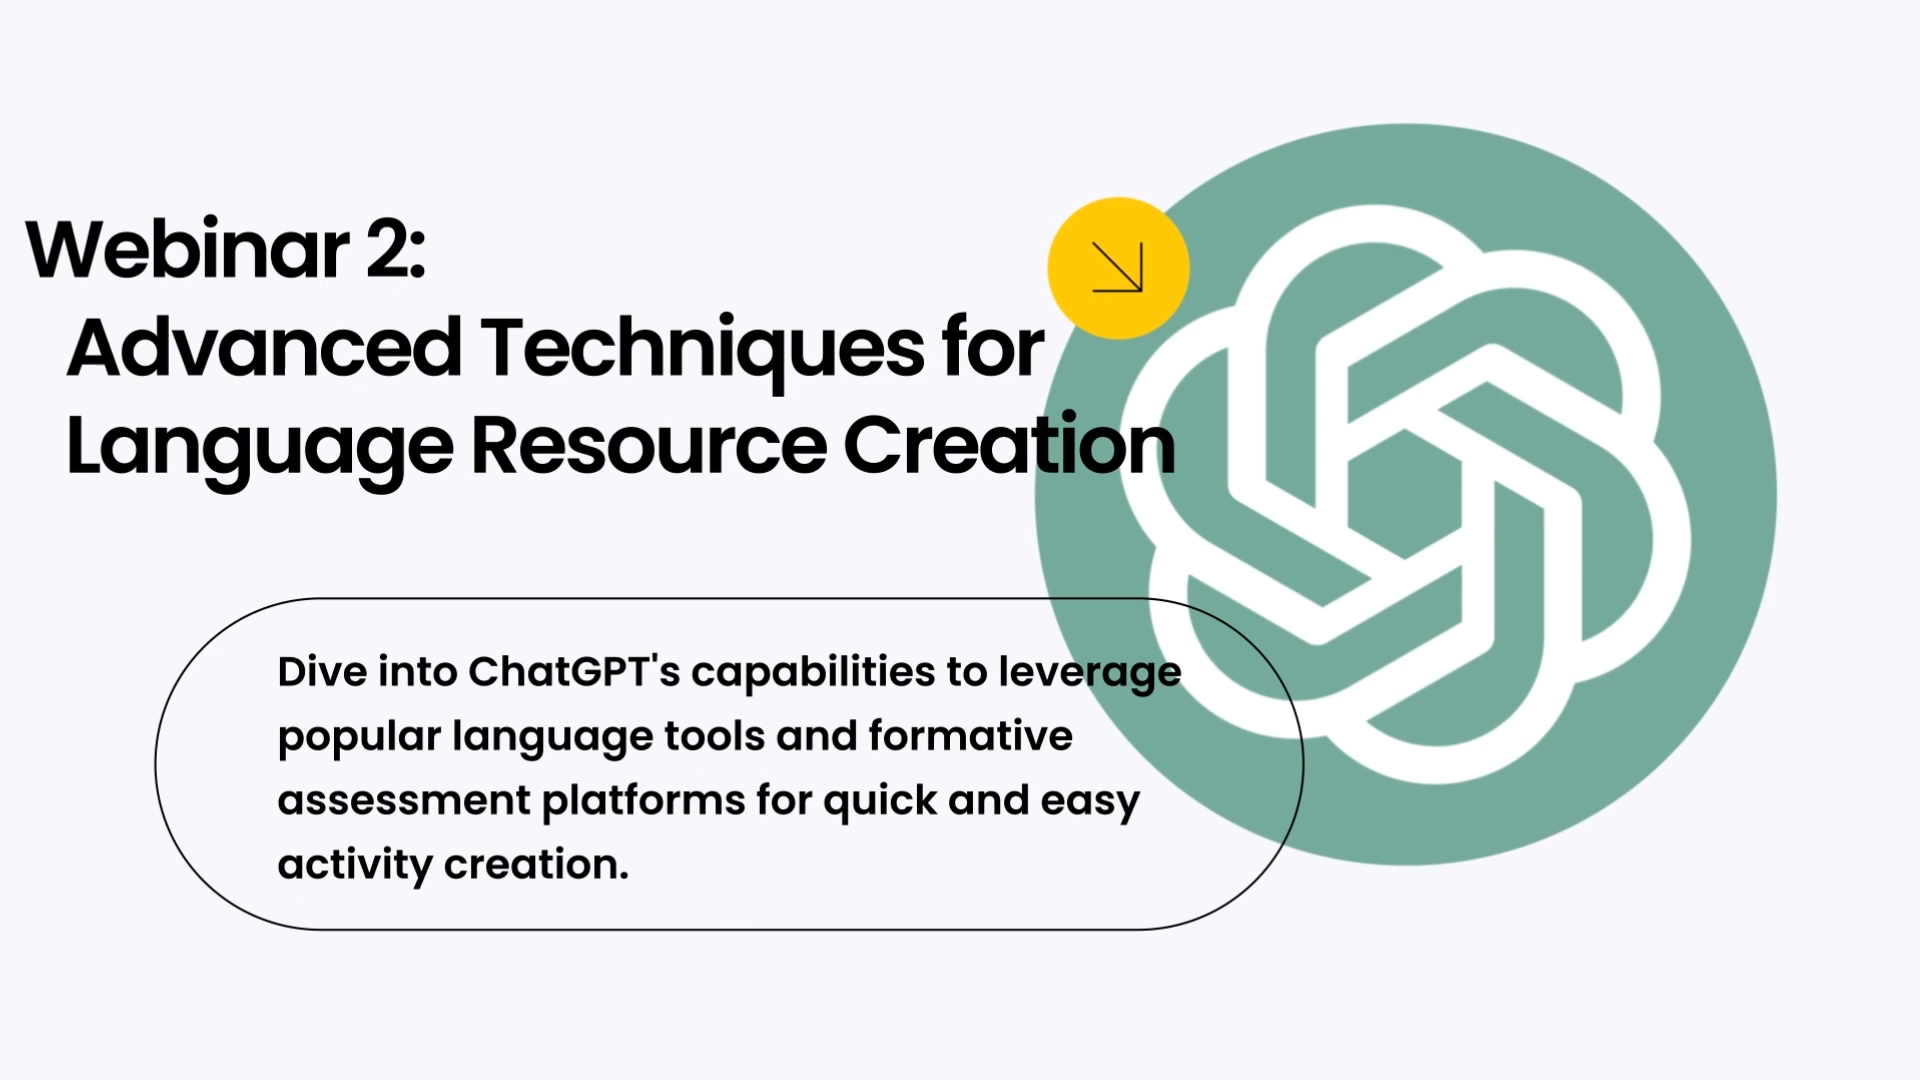 Webinar 2:
Advanced Techniques for
Language Resource Creation
Dive into ChatGPT's capabilities to leverage
popular language tools and formative
assessment platforms for quick and easy
activity creation.